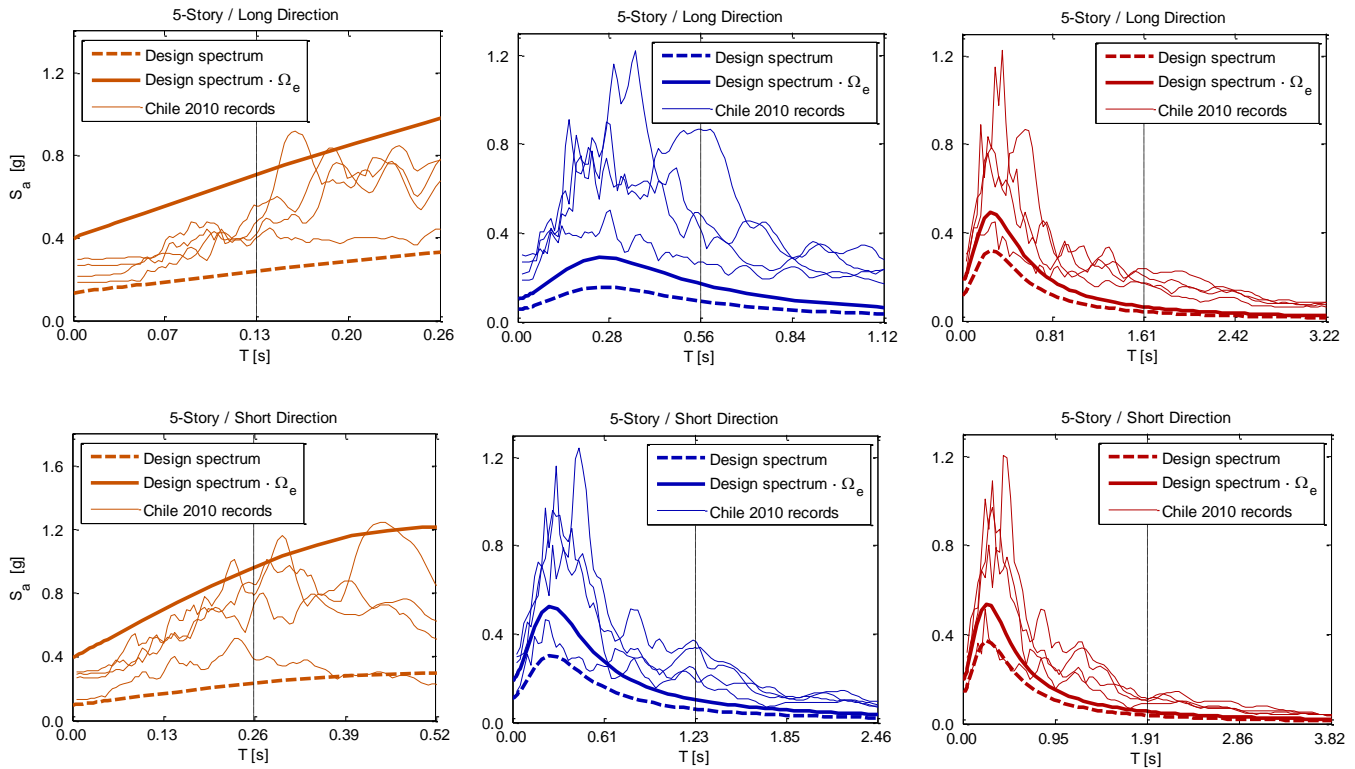 5-Story / Long Direction
Design spectrum
Design spectrum · Ωe
Chile 2010 records
Sa [g]
1.2
0.8
0.4
0.0
0.00 0.07 0.13 0.20 0.26
T [s]
5-Story / Long Direction
Design spectrum
Design spectrum · Ωe
Chile 2010 records
1.2
0.8
0.4
0.0
0.00 0.28 0.56 0.84 1.12
T [s]
5-Story / Long Direction
Design spectrum
Design spectrum · Ωe
Chile 2010 records
1.2
0.8
0.4
0.0
0.00 0.81 1.61 2.42 3.22
T [s]
5-Story / Short Direction
Design spectrum
Design spectrum · Ωe
Chile 2010 records
Sa [g]
1.6
1.2
0.8
0.4
0.0
0.00 0.13 0.26 0.39 0.52
T [s]
5-Story / Short Direction
Design spectrum
Design spectrum · Ωe
Chile 2010 records
1.2
0.8
0.4
0.0
0.00 0.61 1.23 1.85 2.46
T [s]
5-Story / Short Direction
Design spectrum
Design spectrum · Ωe
Chile 2010 records
1.2
0.8
0.4
0.0
0.00 0.95 1.91 2.86 3.82
T [s]